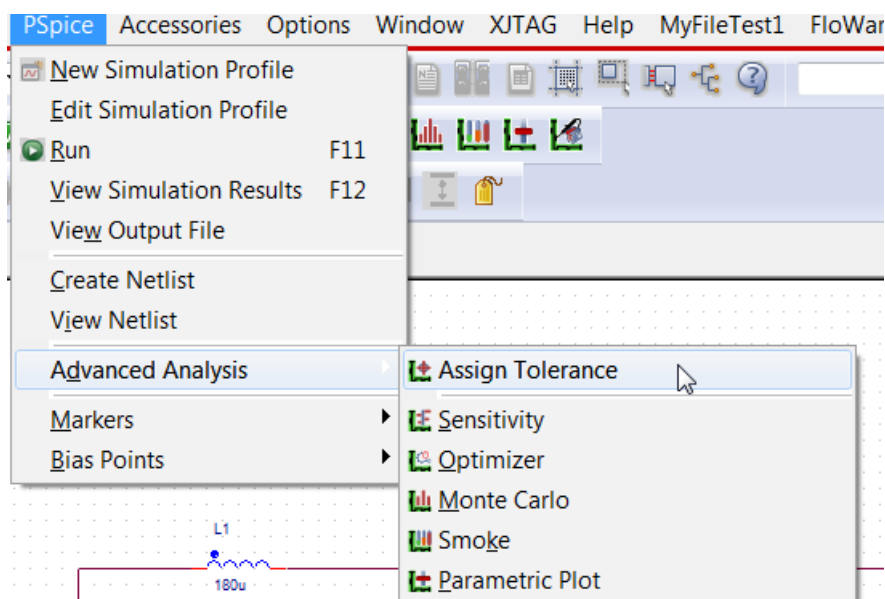 PSpice Accessories Options Window XJTAG Help MyFileTest1
New Simulation Profile
Edit Simulation Profile
Run F11
View Simulation Results F12
View Output File
Create Netlist
View Netlist
Advanced Analysis
Assign Tolerance
Markers
Sensitivity
Bias Points
Optimizer
Monte Carlo
Smoke
Parametric Plot
L1
180u